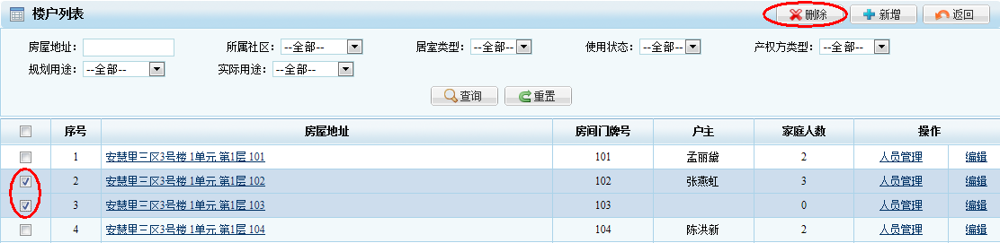 楼户列表 删除 新增 返回
房屋地址： 所属社区： --全部-- 居室类型： --全部-- 使用状态： --全部-- 产权方类型： --全部--
规划用途： --全部-- 实际用途： --全部--
查询 重置
序号 房屋地址 房间门牌号 户主 家庭人数 操作
1 安慧里三区3号楼 1单元 第1层 101 101 孟丽黛 2 人员管理 编辑
2 安慧里三区3号楼 1单元 第1层 102 102 张燕虹 3 人员管理 编辑
3 安慧里三区3号楼 1单元 第1层 103 103 0 人员管理 编辑
4 安慧里三区3号楼 1单元 第1层 104 104 陈洪新 2 人员管理 编辑